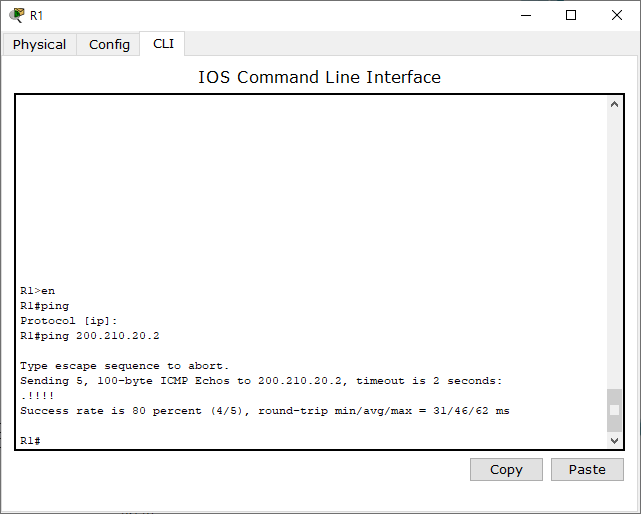 R1
Physical Config CLI
IOS Command Line Interface
R1>en
R1#ping
Protocol [ip]:
R1#ping 200.210.20.2
Type escape sequence to abort.
Sending 5, 100-byte ICMP Echos to 200.210.20.2, timeout is 2 seconds:
.!!!!
Success rate is 80 percent (4/5), round-trip min/avg/max = 31/46/62 ms
R1#
Copy Paste